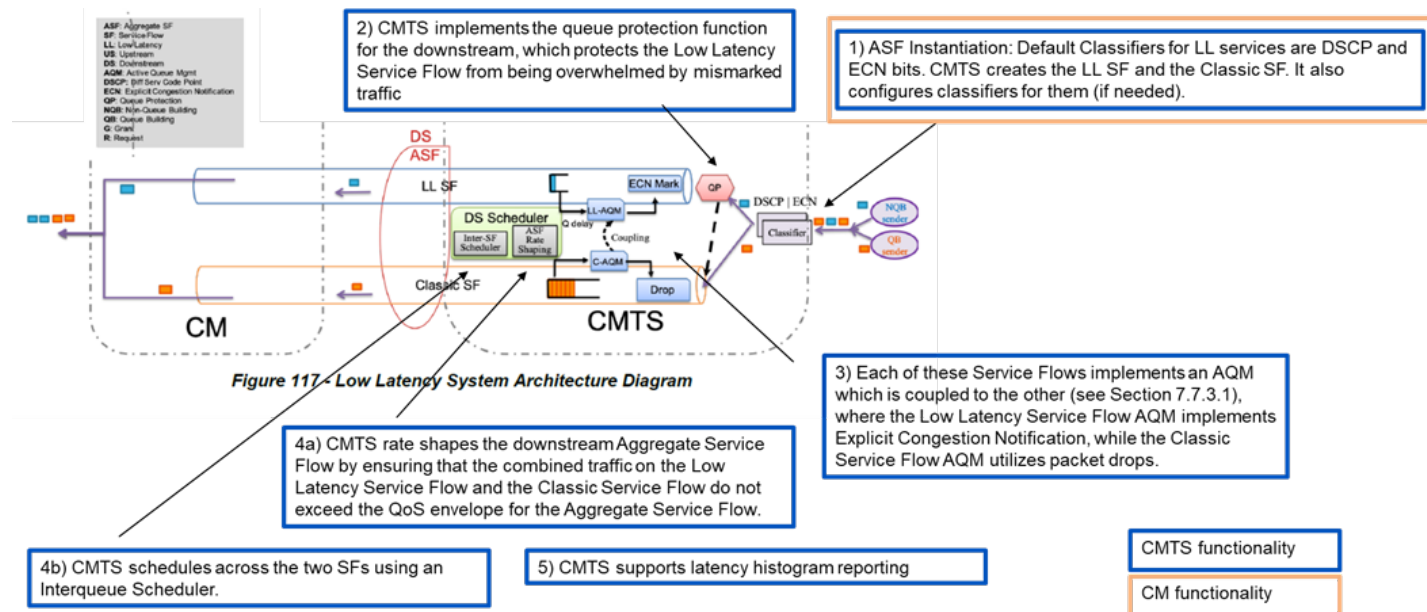 ASF: Aggregate SF
SF: Service Flow
LL: Low Latency
US: Upstream
DS: Downstream
AQM: Active Queue Mgmt
DSCP: Diff Serv Code Point
ECN: Explicit Congestion Notification
QP: Queue Protection
NQB: Non-Queue Building
QB: Queue Building
G: Grant
R: Request
2) CMTS implements the queue protection function
for the downstream, which protects the Low Latency
Service Flow from being overwhelmed by mismarked
traffic
1) ASF Instantiation: Default Classifiers for LL services are DSCP and
ECN bits. CMTS creates the LL SF and the Classic SF. It also
configures classifiers for them (if needed).
DS
ASF
LL SF
ECN Mark
QP
DSCP | ECN
Classifier
NQB
sender
QB
sender
DS Scheduler
Inter-SF
Scheduler
ASF
Rate
Shaping
Q delay
LL-AQM
Coupling
C-AQM
Classic SF
Drop
CM
CMTS
Figure 117 - Low Latency System Architecture Diagram
3) Each of these Service Flows implements an AQM
which is coupled to the other (see Section 7.7.3.1),
where the Low Latency Service Flow AQM implements
Explicit Congestion Notification, while the Classic
Service Flow AQM utilizes packet drops.
4a) CMTS rate shapes the downstream Aggregate Service
Flow by ensuring that the combined traffic on the Low
Latency Service Flow and the Classic Service Flow do not
exceed the QoS envelope for the Aggregate Service Flow.
4b) CMTS schedules across the two SFs using an
Interqueue Scheduler.
5) CMTS supports latency histogram reporting
CMTS functionality
CM functionality